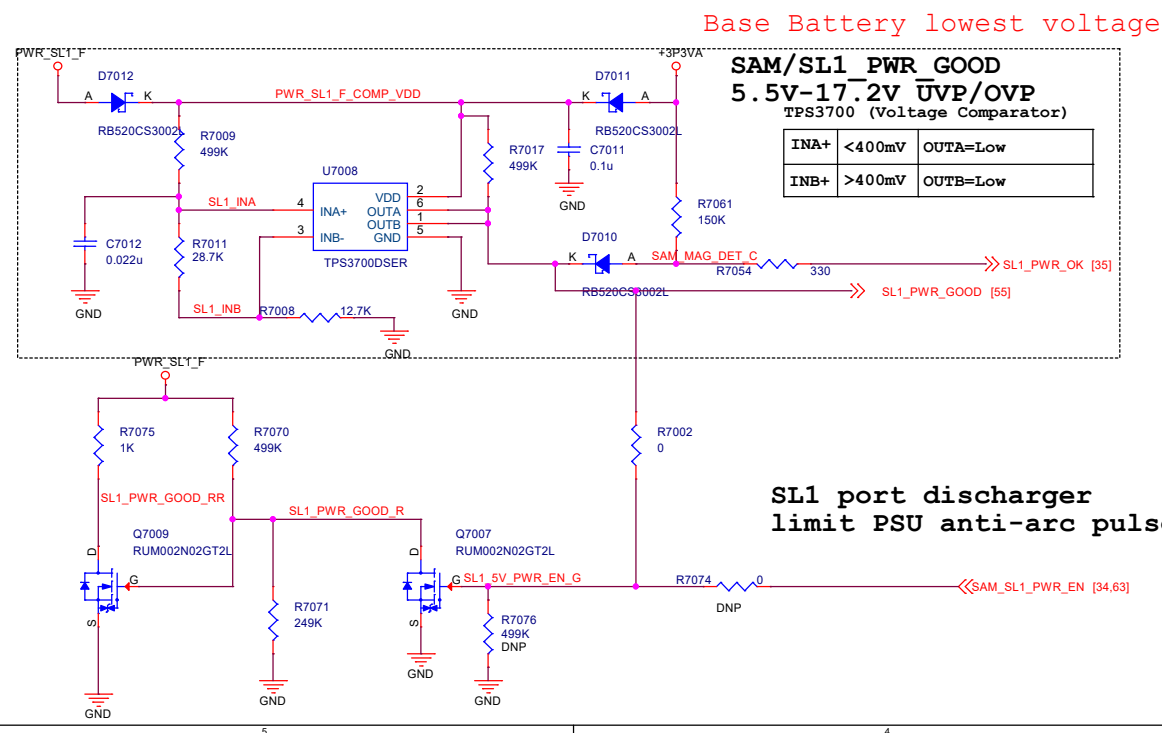 Base Battery lowest voltage
PWR_SL1_F
+3P3VA
SAM/SL1_PWR_GOOD
5.5V-17.2V UVP/OVP
TPS3700 (Voltage Comparator)
INA+ <400mV OUTA=Low
INB+ >400mV OUTB=Low
D7012
A K
RB520CS3002L
PWR_SL1_F_COMP_VDD
D7011
K A
RB520CS3002L
R7009
499K
R7017
499K
C7011
0.1u
GND
U7008
SL1_INA
4 INA+
3 INB-
VDD 2
OUTA 6
OUTB 1
GND 5
TPS3700DSER
R7061
150K
C7012
0.022u
GND
R7011
28.7K
SL1_INB
R7008 12.7K
GND
GND
D7010
K A
RB520CS3002L
SAM_MAG_DET_C
R7054 330
SL1_PWR_OK [35]
SL1_PWR_GOOD [55]
PWR_SL1_F
R7075
1K
R7070
499K
R7002
0
SL1_PWR_GOOD_RR
SL1_PWR_GOOD_R
SL1 port discharger
limit PSU anti-arc puls
Q7009
RUM002N02GT2L
D
G
S
GND
R7071
249K
GND
Q7007
RUM002N02GT2L
D
G
S
GND
SL1_5V_PWR_EN_G
R7076
499K
DNP
GND
R7074 0
DNP
SAM_SL1_PWR_EN [34,63]
5 4